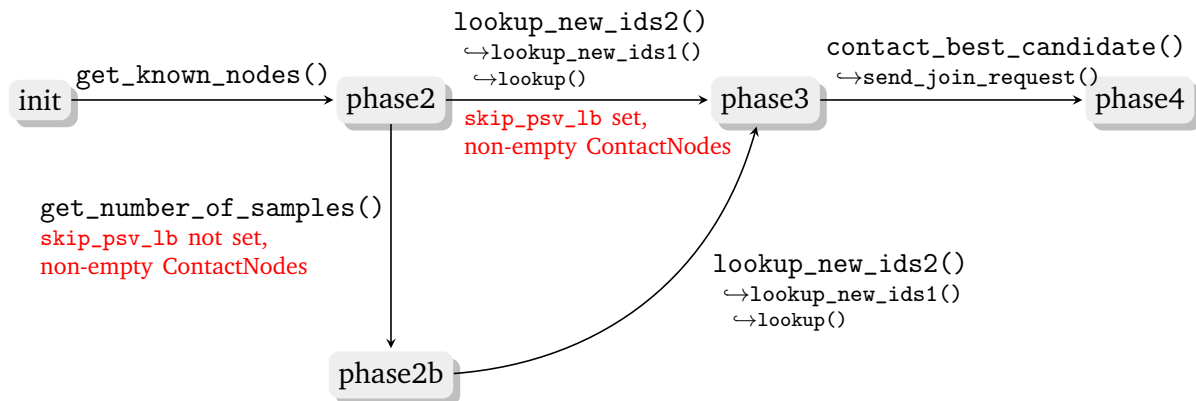 lookup_new_ids2()
↪lookup_new_ids1()
↪lookup()
contact_best_candidate()
↪send_join_request()
get_known_nodes()
init
phase2
phase3
phase4
skip_psv_lb set,
non-empty ContactNodes
get_number_of_samples()
skip_psv_lb not set,
non-empty ContactNodes
lookup_new_ids2()
↪lookup_new_ids1()
↪lookup()
phase2b